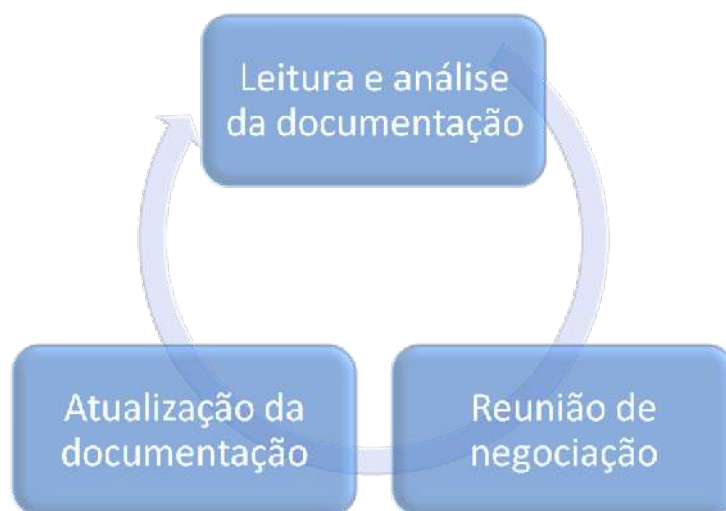 Leitura e análise
da documentação
Atualização da
documentação
Reunião de
negociação